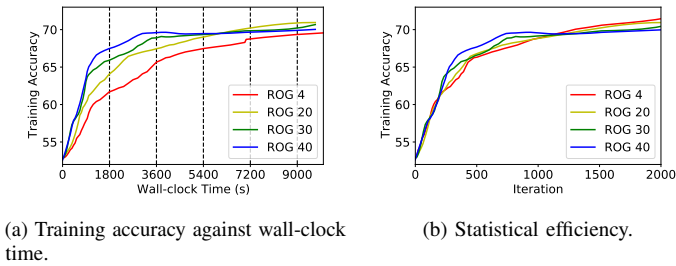 Training Accuracy
70
65
60
55
ROG 4
ROG 20
ROG 30
ROG 40
0 1800 3600 5400 7200 9000
Wall-clock Time (s)
Training Accuracy
70
65
60
55
ROG 4
ROG 20
ROG 30
ROG 40
0 500 1000 1500 2000
Iteration
(a) Training accuracy against wall-clock
time.
(b) Statistical efficiency.